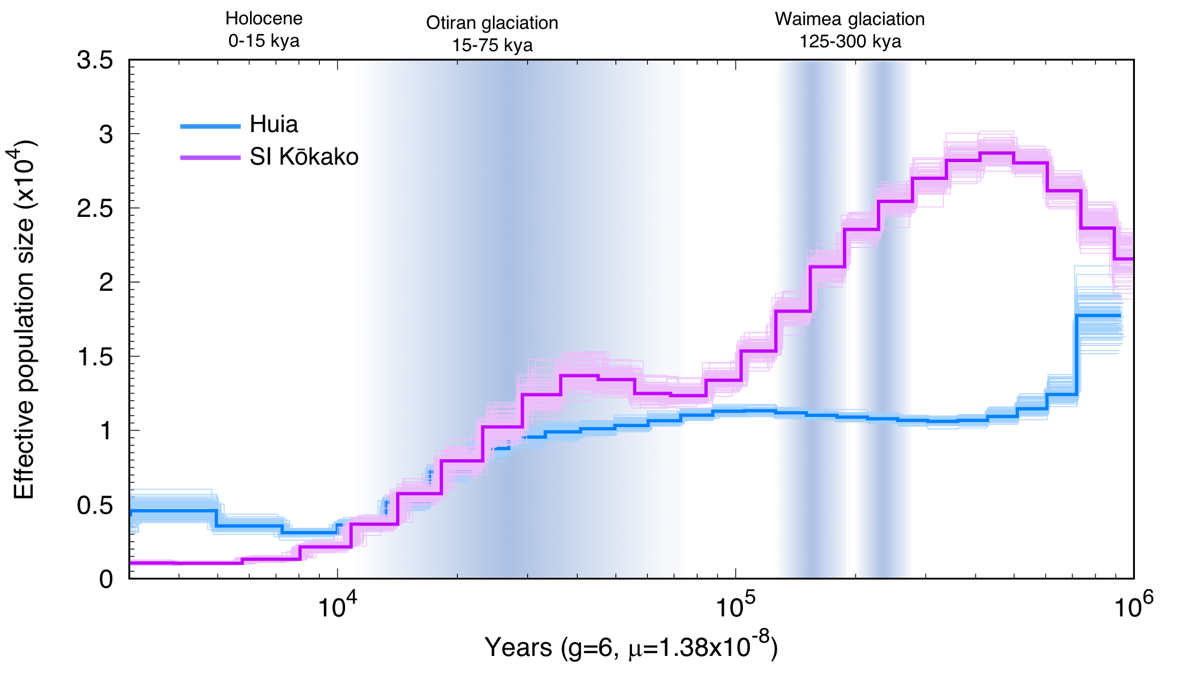 Holocene
0-15 kya
Otiran glaciation
15-75 kya
Waimea glaciation
125-300 kya
3.5
3
2.5
2
1.5
1
0.5
0
Effective population size (x10⁴)
Huia
SI Kōkako
10⁴
10⁵
10⁶
Years (g=6, μ=1.38x10⁻⁸)